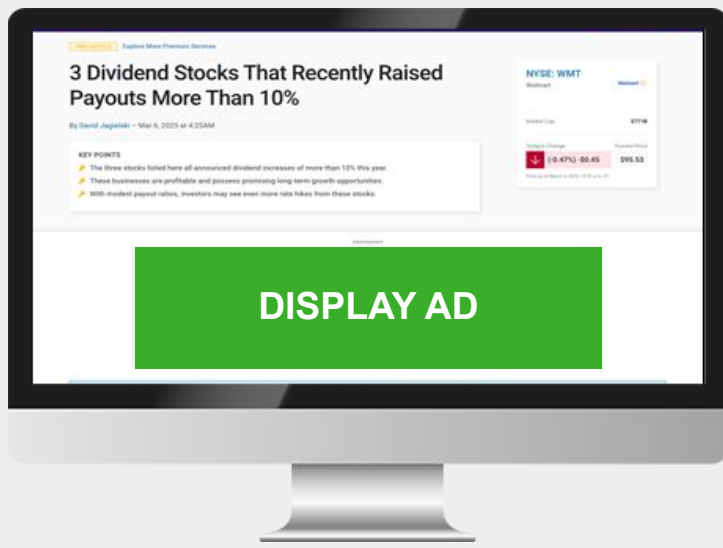 FREE ARTICLE Explore More Premium Services
3 Dividend Stocks That Recently Raised
Payouts More Than 10%
By David Jagielski – Mar 6, 2025 at 4:25AM
KEY POINTS
The three stocks listed here all announced dividend increases of more than 10% this year.
These businesses are profitable and possess promising long-term growth opportunities.
With modest payout ratios, investors may see even more rate hikes from these stocks.
NYSE: WMT
Walmart
Walmart
Market Cap $771B
Today's Change Current Price
(-0.47%) -$0.45 $95.53
Advertisement
DISPLAY AD